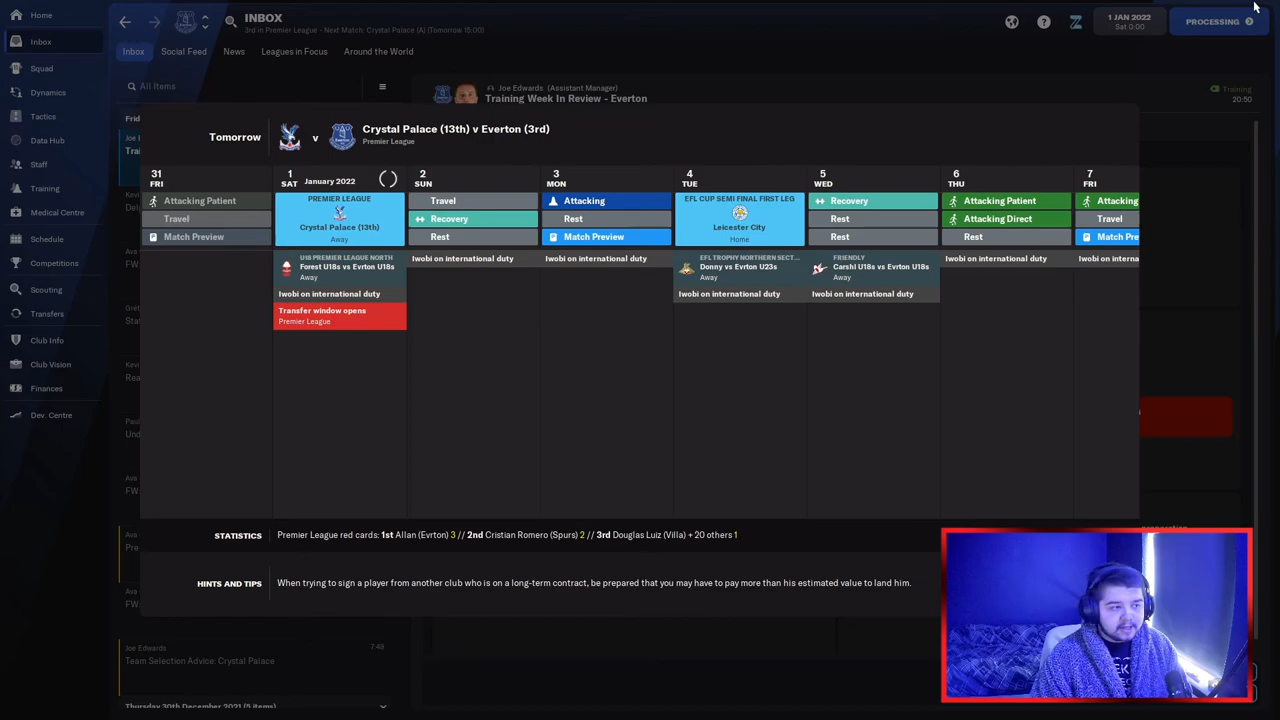 Home
Inbox
Squad
Dynamics
Tactics
Data Hub
Staff
Training
Medical Centre
Schedule
Competitions
Scouting
Transfers
Club Info
Club Vision
Finances
Dev. Centre
INBOX
3rd in Premier League - Next Match: Crystal Palace (A) (Tomorrow 15:00)
1 JAN 2022
Sat 0:00
PROCESSING
Inbox
Social Feed
News
Leagues in Focus
Around the World
All Items
Joe Edwards (Assistant Manager)
Training Week In Review - Everton
Training
20:50
Tomorrow
v
Crystal Palace (13th) v Everton (3rd)
Premier League
31
FRI
1
SAT
January 2022
2
SUN
3
MON
4
TUE
5
WED
6
THU
7
FRI
Attacking Patient
Travel
Match Preview
PREMIER LEAGUE
Crystal Palace (13th)
Away
U18 PREMIER LEAGUE NORTH
Forest U18s vs Evrton U18s
Away
Iwobi on international duty
Transfer window opens
Premier League
Travel
Recovery
Rest
Iwobi on international duty
Attacking
Rest
Match Preview
Iwobi on international duty
EFL CUP SEMI FINAL FIRST LEG
Leicester City
Home
EFL TROPHY NORTHERN SECT...
Donny vs Evrton U23s
Away
Iwobi on international duty
Recovery
Rest
Rest
FRIENDLY
Carshl U18s vs Evrton U18s
Away
Iwobi on international duty
Attacking Patient
Attacking Direct
Rest
Iwobi on international duty
Attacking
Travel
Match Pre
Iwobi on interna
STATISTICS
Premier League red cards: 1st Allan (Evrton) 3 // 2nd Cristian Romero (Spurs) 2 // 3rd Douglas Luiz (Villa) + 20 others 1
HINTS AND TIPS
When trying to sign a player from another club who is on a long-term contract, be prepared that you may have to pay more than his estimated value to land him.
Joe Edwards
7:49
Team Selection Advice: Crystal Palace
Thursday 30th December 2021 (5 items)